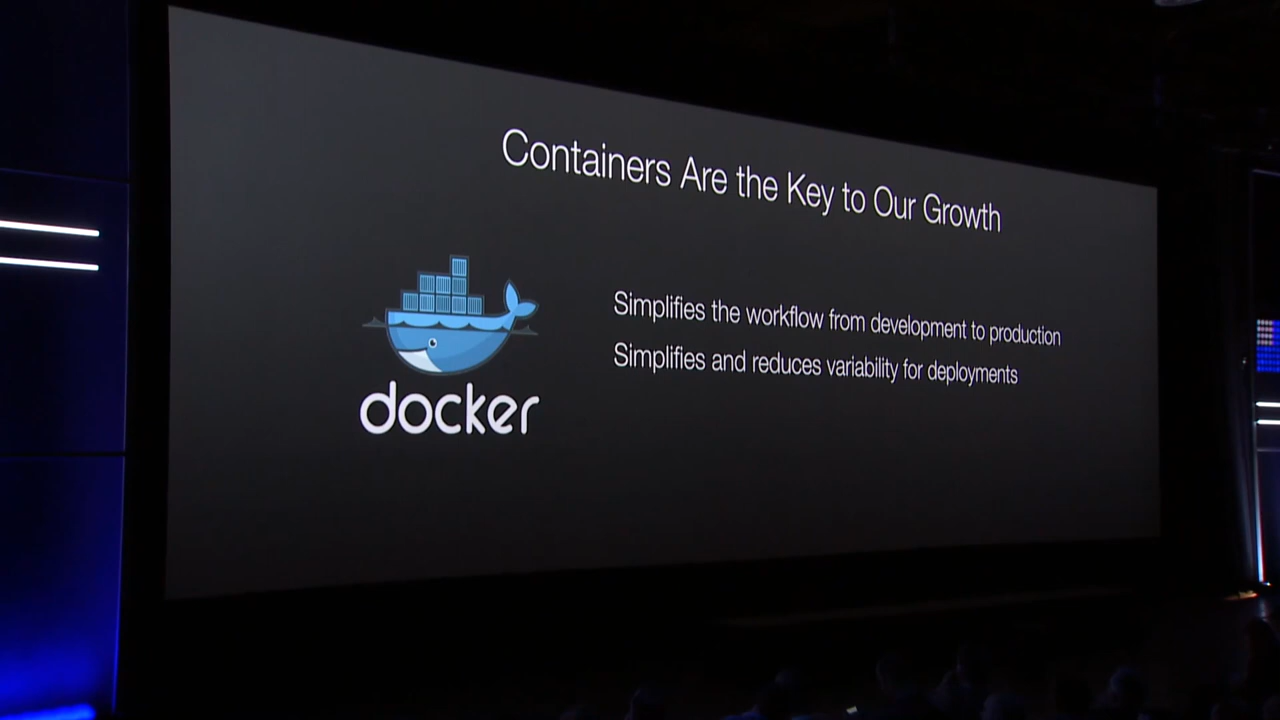 Containers Are the Key to Our Growth
Simplifies the workflow from development to production
Simplifies and reduces variability for deployments
docker